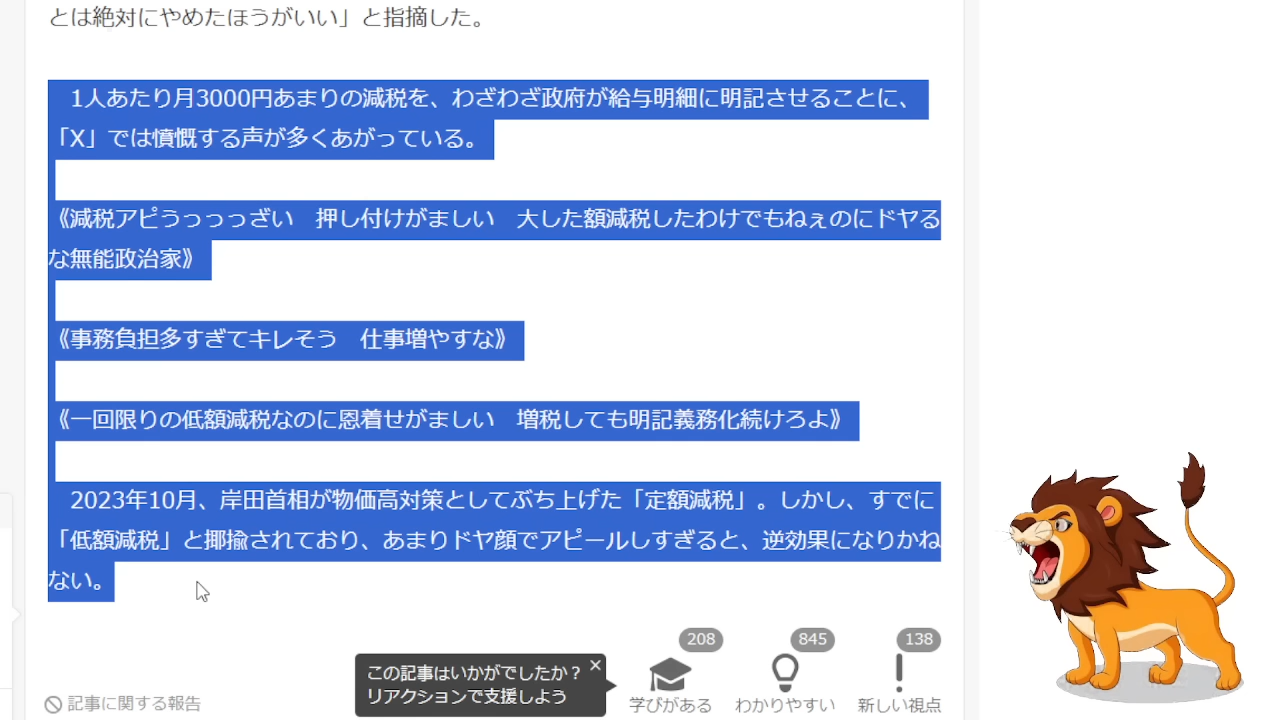 とは絶対にやめたほうがいい」と指摘した。
1人あたり月3000円あまりの減税を、わざわざ政府が給与明細に明記させることに、
「X」では憤慨する声が多くあがっている。
《減税アピうっっっざい　押し付けがましい　大した額減税したわけでもねぇのにドヤる
な無能政治家》
《事務負担多すぎてキレそう　仕事増やすな》
《一回限りの低額減税なのに恩着せがましい　増税しても明記義務化続けろよ》
2023年10月、岸田首相が物価高対策としてぶち上げた「定額減税」。しかし、すでに
「低額減税」と揶揄されており、あまりドヤ顔でアピールしすぎると、逆効果になりかね
ない。
208
845
138
この記事はいかがでしたか？
リアクションで支援しよう
学びがある
わかりやすい
新しい視点
記事に関する報告